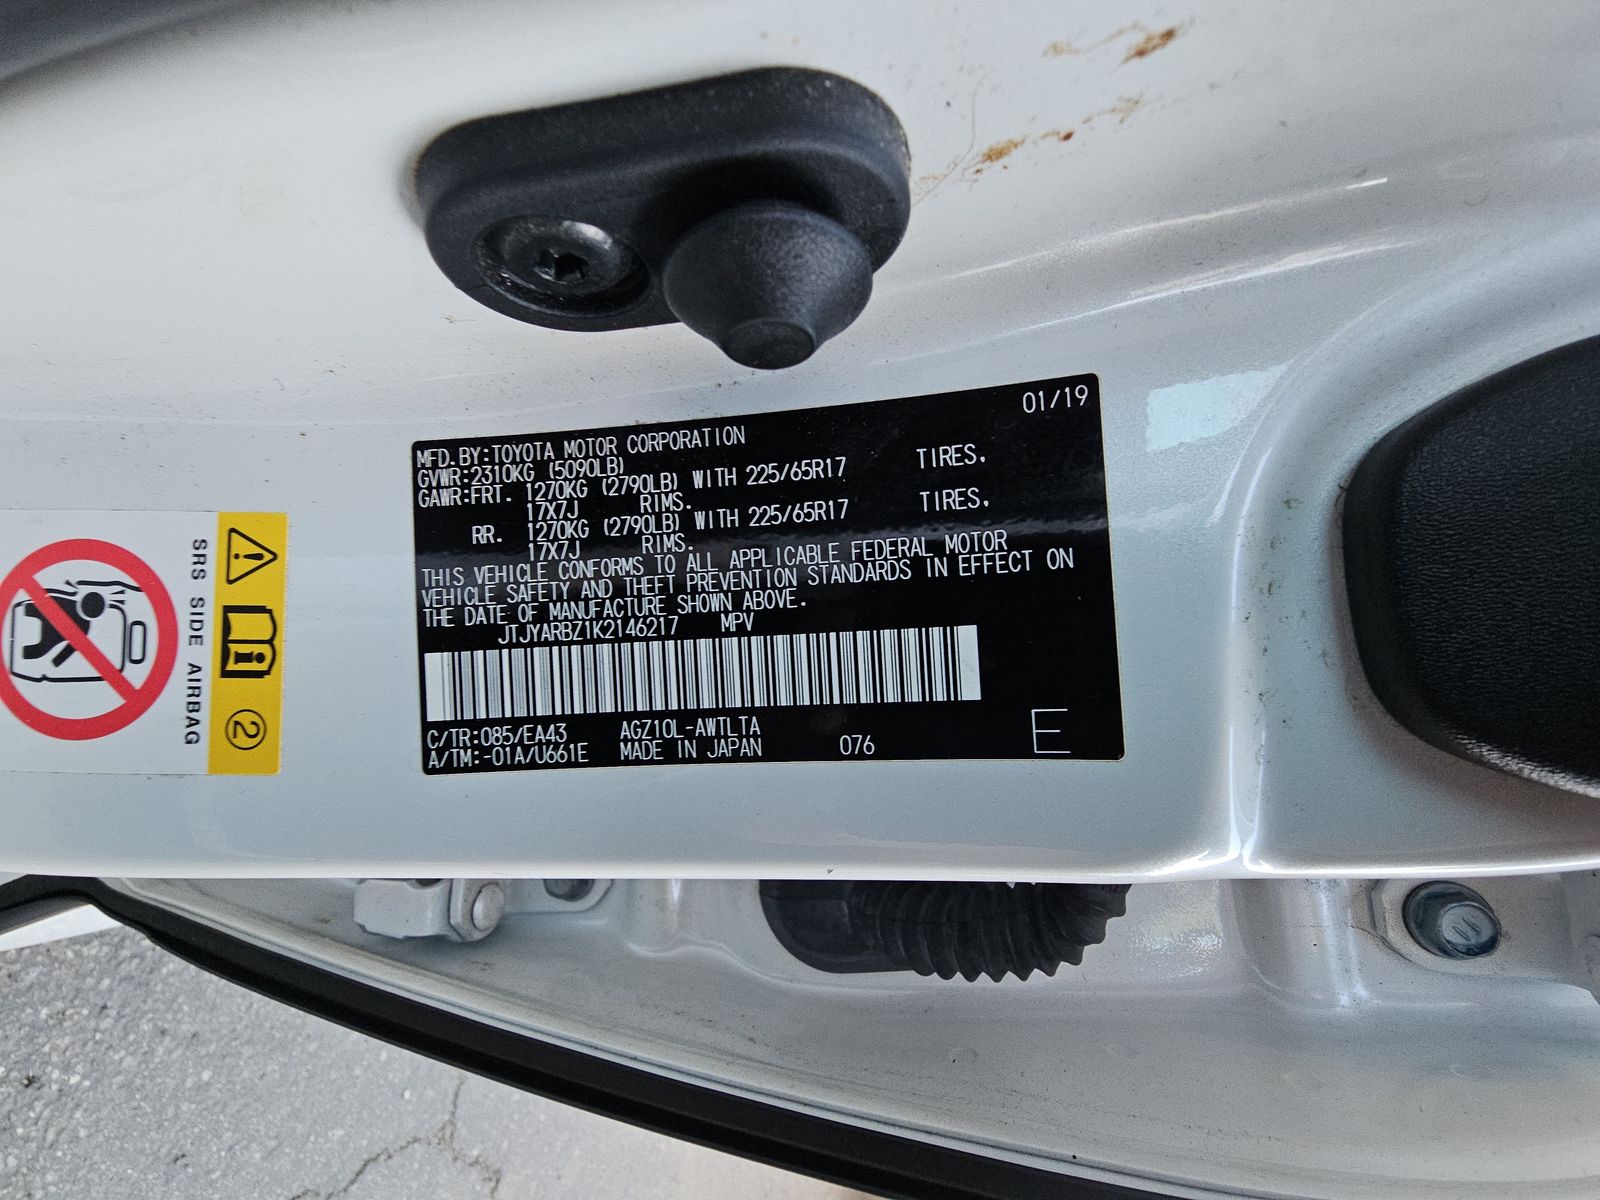 01/19
MFD.BY:TOYOTA MOTOR CORPORATION
GVWR:2310KG (5090LB)
GAWR:FRT. 1270KG (2790LB) WITH 225/65R17 TIRES.
17X7J RIMS.
RR. 1270KG (2790LB) WITH 225/65R17 TIRES.
17X7J RIMS.
THIS VEHICLE CONFORMS TO ALL APPLICABLE FEDERAL MOTOR
VEHICLE SAFETY AND THEFT PREVENTION STANDARDS IN EFFECT ON
THE DATE OF MANUFACTURE SHOWN ABOVE.
JTJYARBZ1K2146217 MPV
C/TR:085/EA43 AGZ10L-AWTLTA
A/TM:-01A/U661E MADE IN JAPAN 076 E
SRS SIDE AIRBAG
2